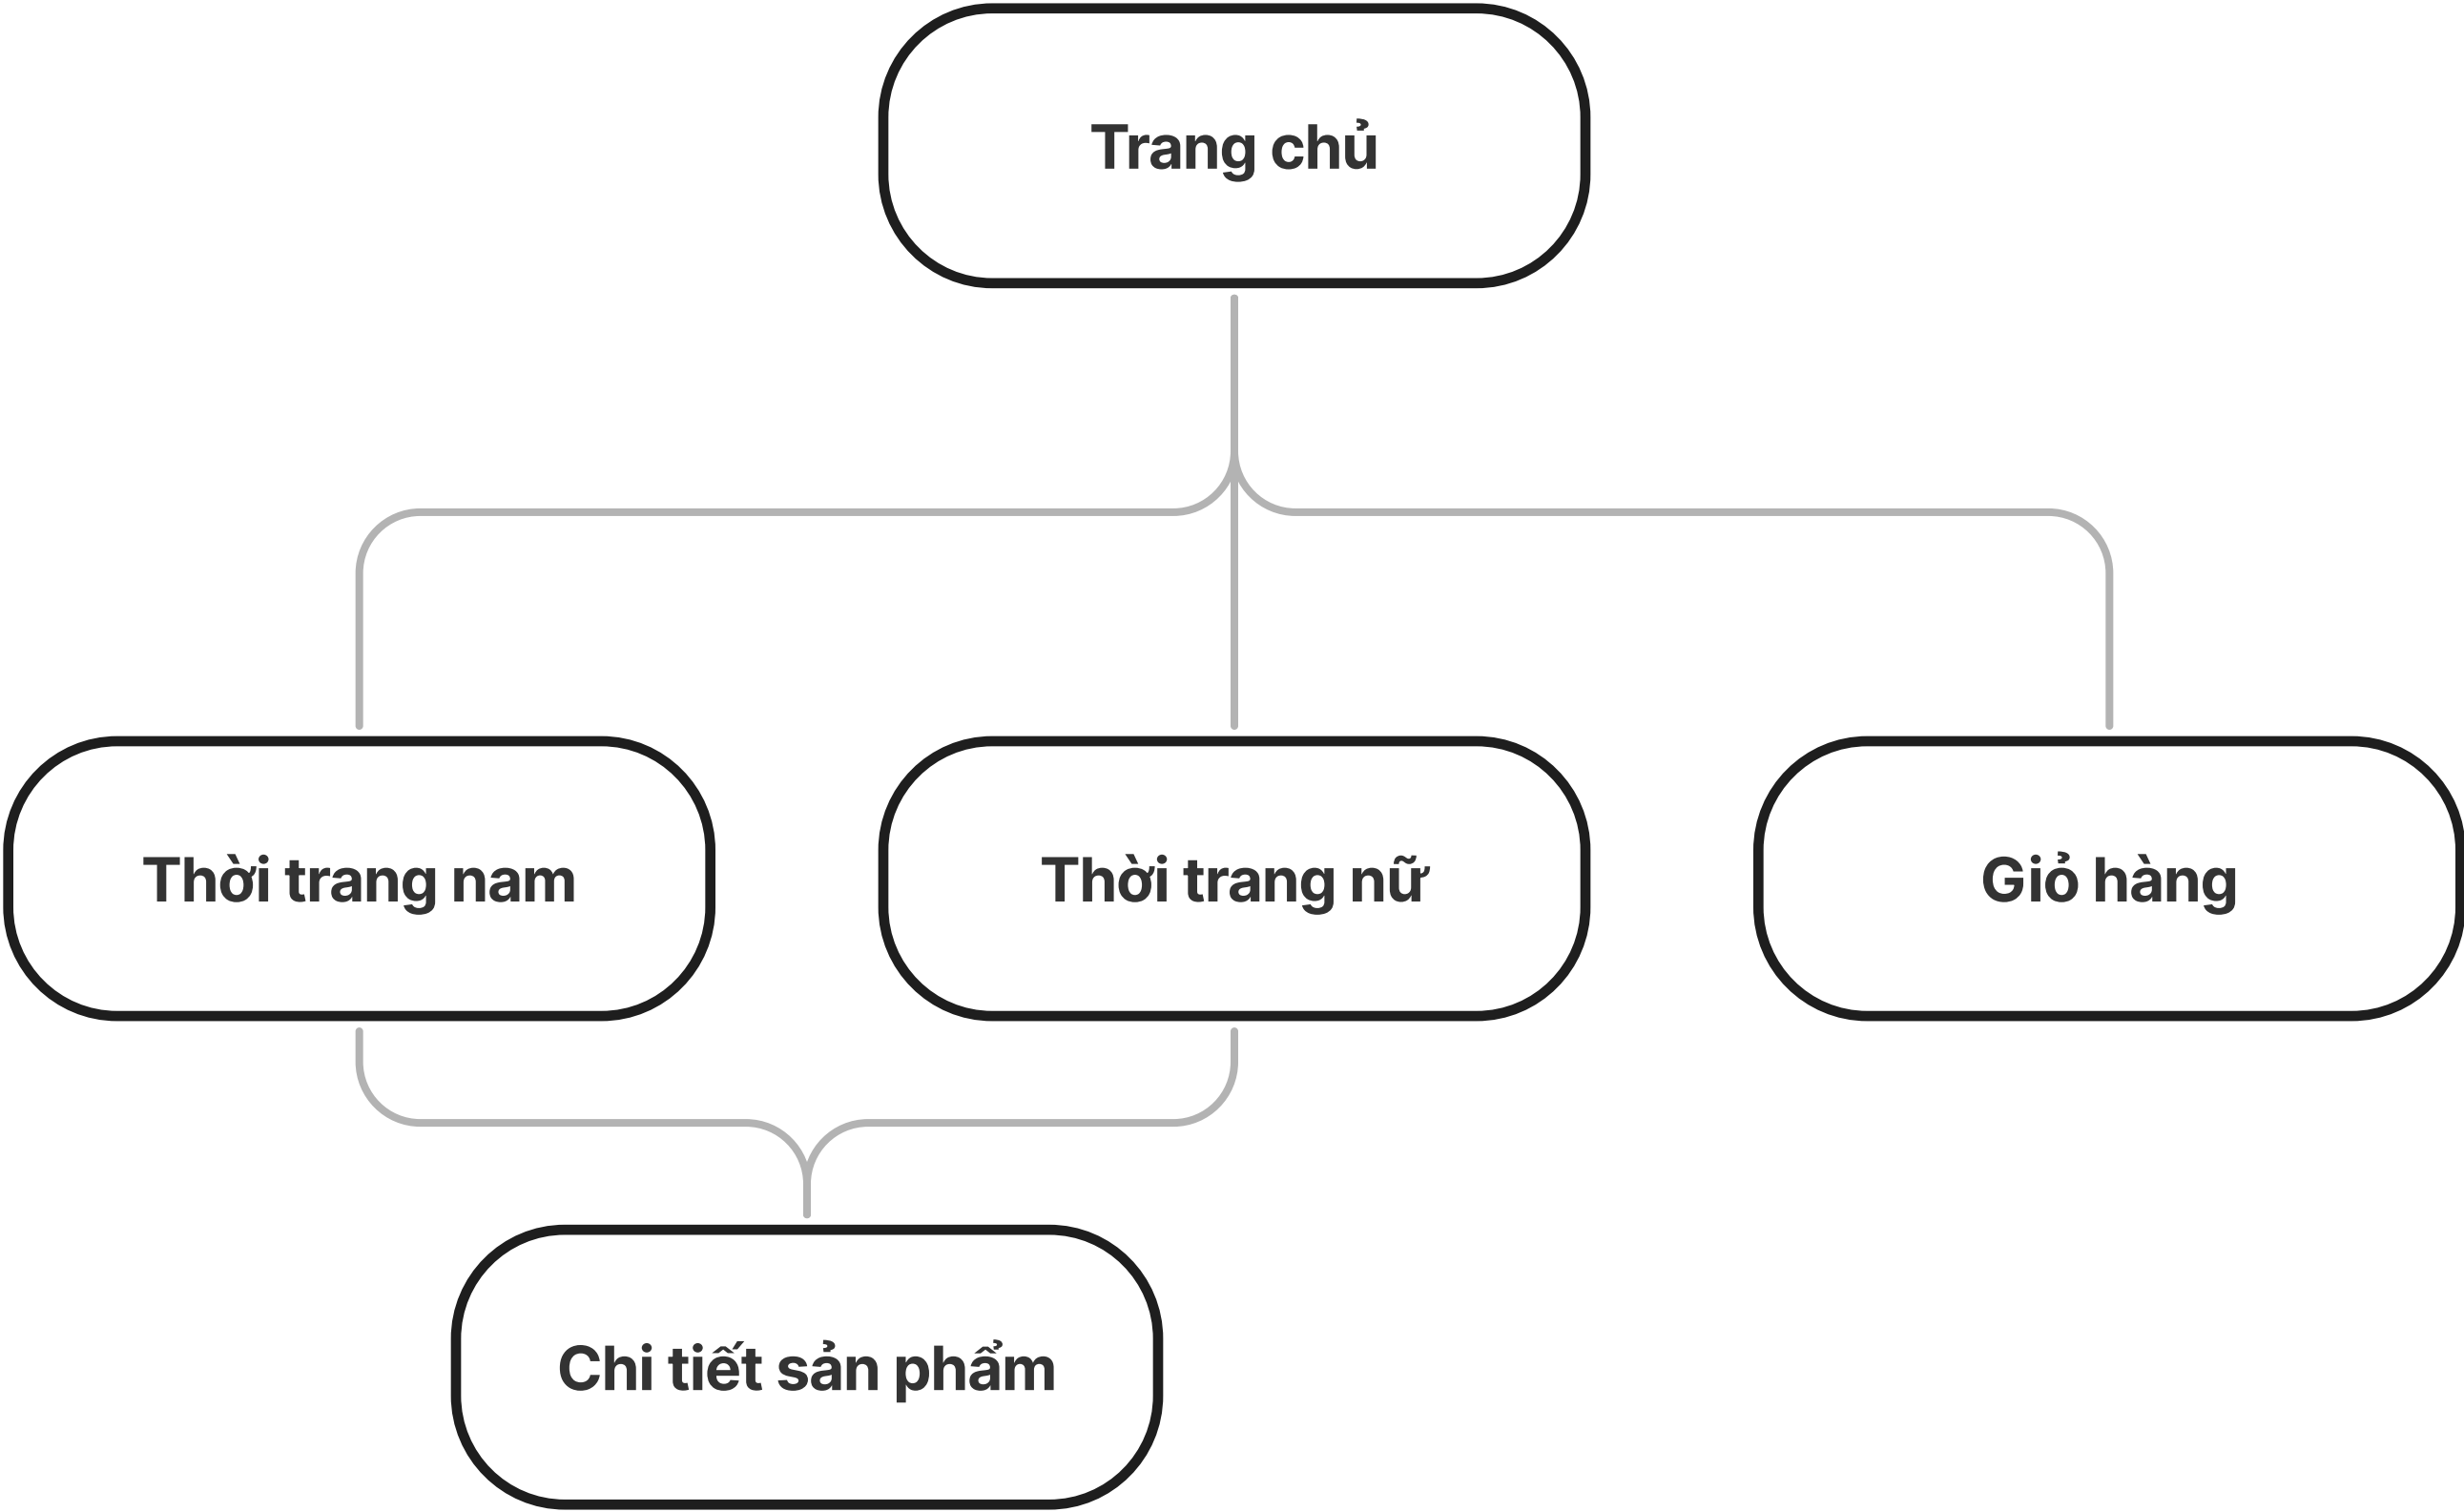 Trang chủ
Thời trang nam
Thời trang nữ
Giỏ hàng
Chi tiết sản phẩm